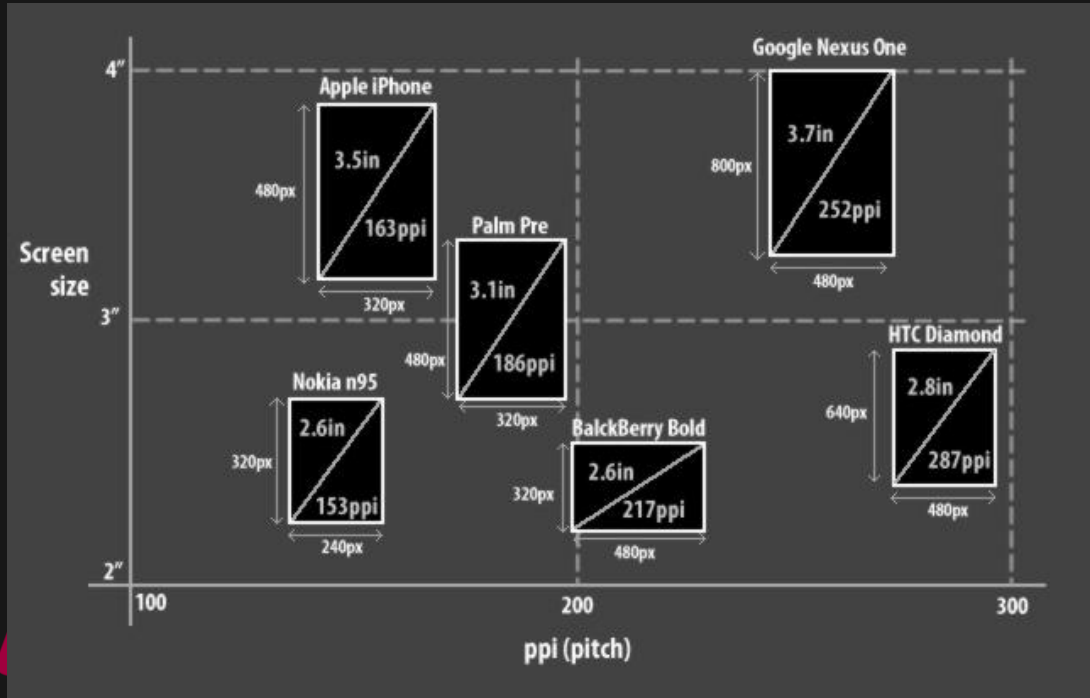 Google Nexus One
4"
Apple iPhone
3.7in
3.5in
800px
480px
252ppi
163ppi
Palm Pre
Screen
size
480px
3.1in
320px
3"
HTC Diamond
480px
186ppi
2.8in
Nokia n95
640px
2.6in
320px
BalckBerry Bold
320px
2.6in
287ppi
320px
153ppi
217ppi
480px
240px
480px
2"
100
200
300
ppi (pitch)